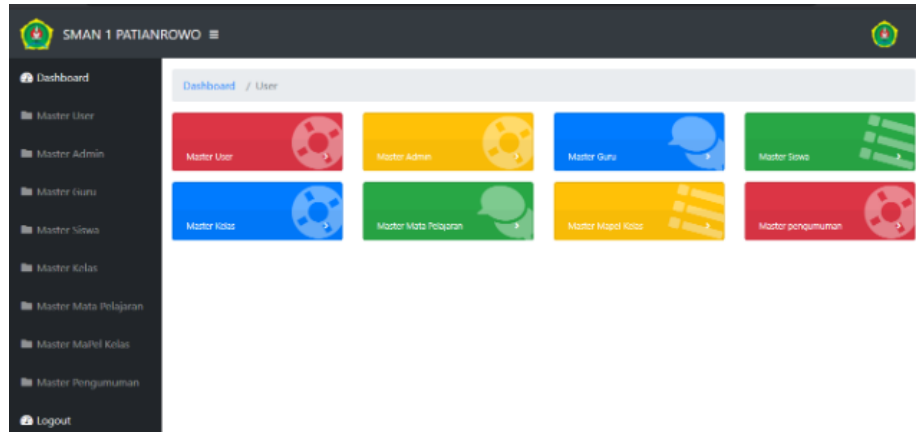 SMAN 1 PATIANROWO
Dashboard
Master User
Master Admin
Master Guru
Master Siswa
Master Kelas
Master Mata Pelajaran
Master MaPel Kelas
Master Pengumuman
Logout
Dashboard / User
Master User
Master Admin
Master Guru
Master Siswa
Master Kelas
Master Mata Pelajaran
Master Mapel Kelas
Master pengumuman